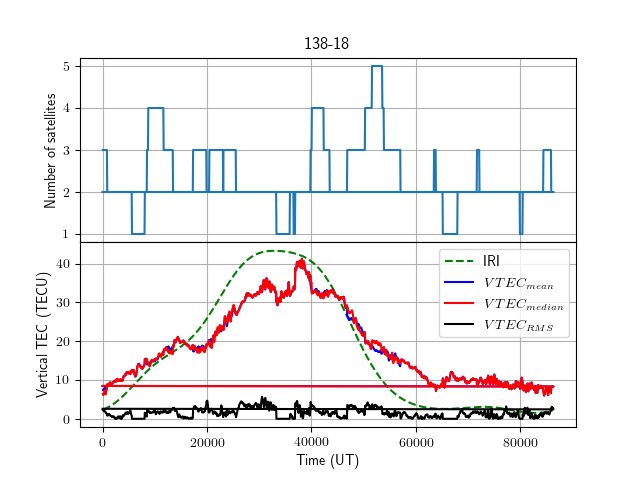 138-18
Number of satellites
5
4
3
2
1
Vertical TEC (TECU)
40
30
20
10
0
IRI
VTEC_mean
VTEC_median
VTEC_RMS
0 20000 40000 60000 80000
Time (UT)